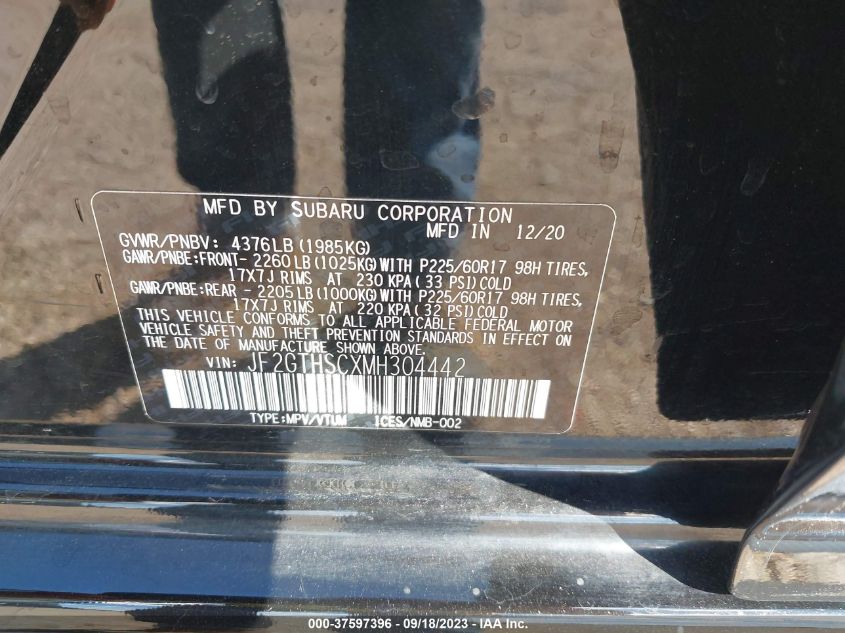 MFD BY SUBARU CORPORATION
MFD IN 12/20
GVWR/PNBV: 4376LB (1985KG)
GAWR/PNBE:FRONT- 2260LB (1025KG) WITH P225/60R17 98H TIRES,
17X7J RIMS AT 230 KPA (33 PSI) COLD
GAWR/PNBE:REAR - 2205LB (1000KG) WITH P225/60R17 98H TIRES,
17X7J RIMS AT 220 KPA (32 PSI) COLD
THIS VEHICLE CONFORMS TO ALL APPLICABLE FEDERAL MOTOR
VEHICLE SAFETY AND THEFT PREVENTION STANDARDS IN EFFECT
ON THE DATE OF MANUFACTURE SHOWN ABOVE.
VIN: JF2GTHSCXMH304442
TYPE:MPV/VTUM ICES/NMB-002
000-37597396 - 09/18/2023 - © IAA Inc.